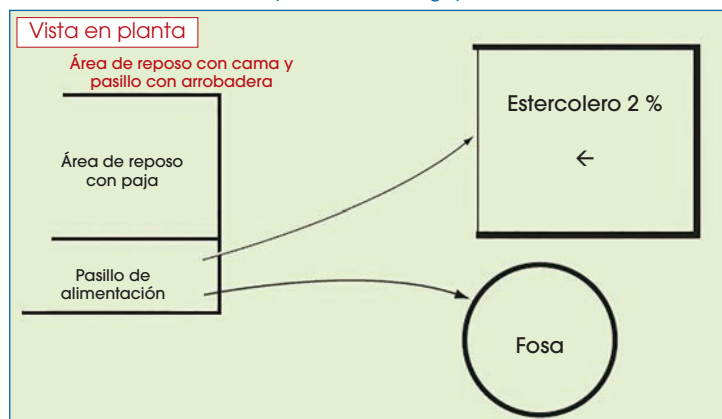 Vista en planta
Área de reposo con cama y
pasillo con arrobadera
Estercolero 2 %
←
Área de reposo
con paja
Pasillo de
alimentación
Fosa